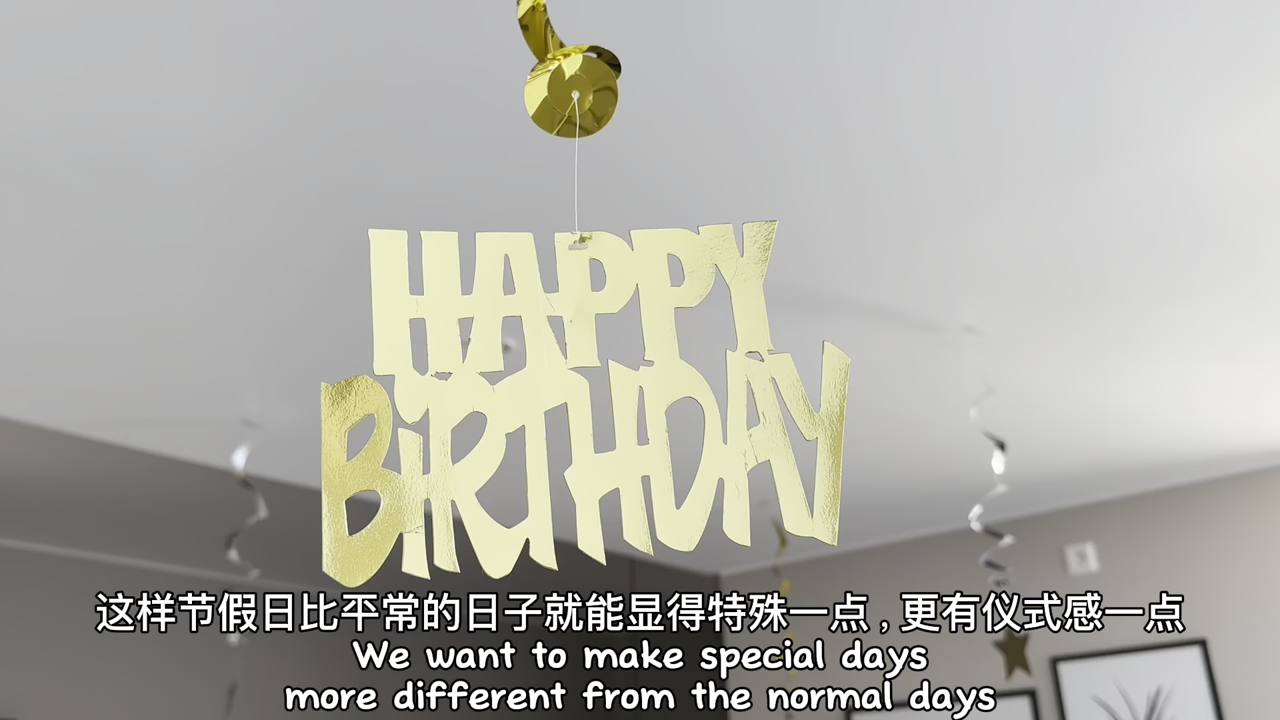 HAPPY
BiRTHDAY
这样节假日比平常的日子就能显得特殊一点,更有仪式感一点
We want to make special days
more different from the normal days